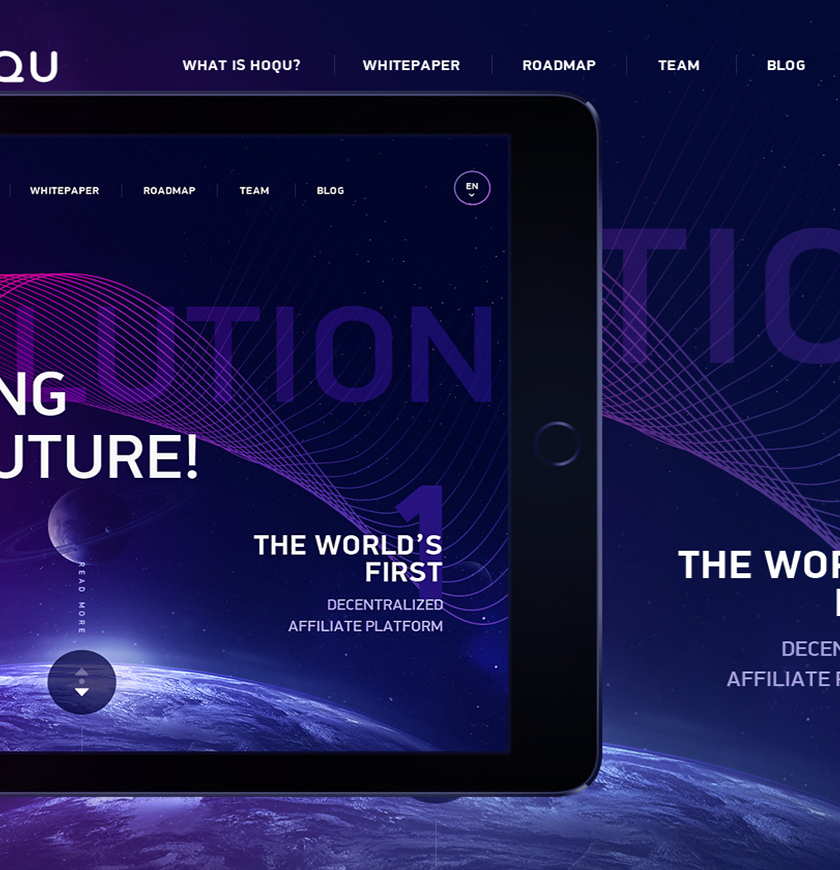 QU
WHAT IS HOQU?
WHITEPAPER
ROADMAP
TEAM
BLOG
WHITEPAPER
ROADMAP
TEAM
BLOG
EN
LUTION
TIO
NG
UTURE!
1
THE WORLD’S
FIRST
DECENTRALIZED
AFFILIATE PLATFORM
READ MORE
THE WOR
DECEN
AFFILIATE P